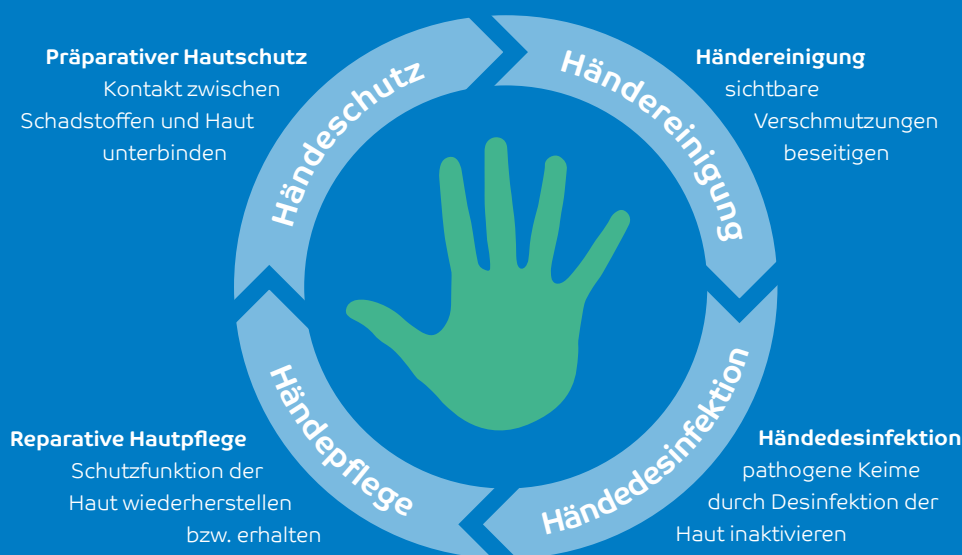 Präparativer Hautschutz
Kontakt zwischen
Schadstoffen und Haut
unterbinden
Händeschutz
Händereinigung
Händereinigung
sichtbare
Verschmutzungen
beseitigen
Reparative Hautpflege
Schutzfunktion der
Haut wiederherstellen
bzw. erhalten
Händepflege
Händedesinfektion
Händedesinfektion
pathogene Keime
durch Desinfektion der
Haut inaktivieren